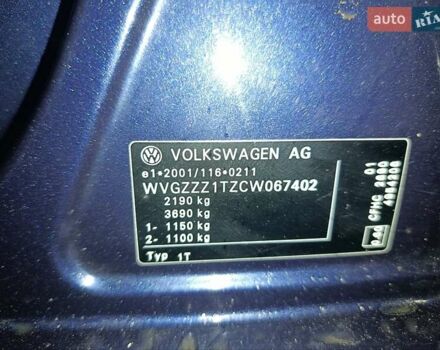 auto RIA
VOLKSWAGEN AG
e1*2001/116*0211
WVGZZZ1TZCW067402
2190 kg
3690 kg
1- 1150 kg
2- 1100 kg
Typ 1T
01